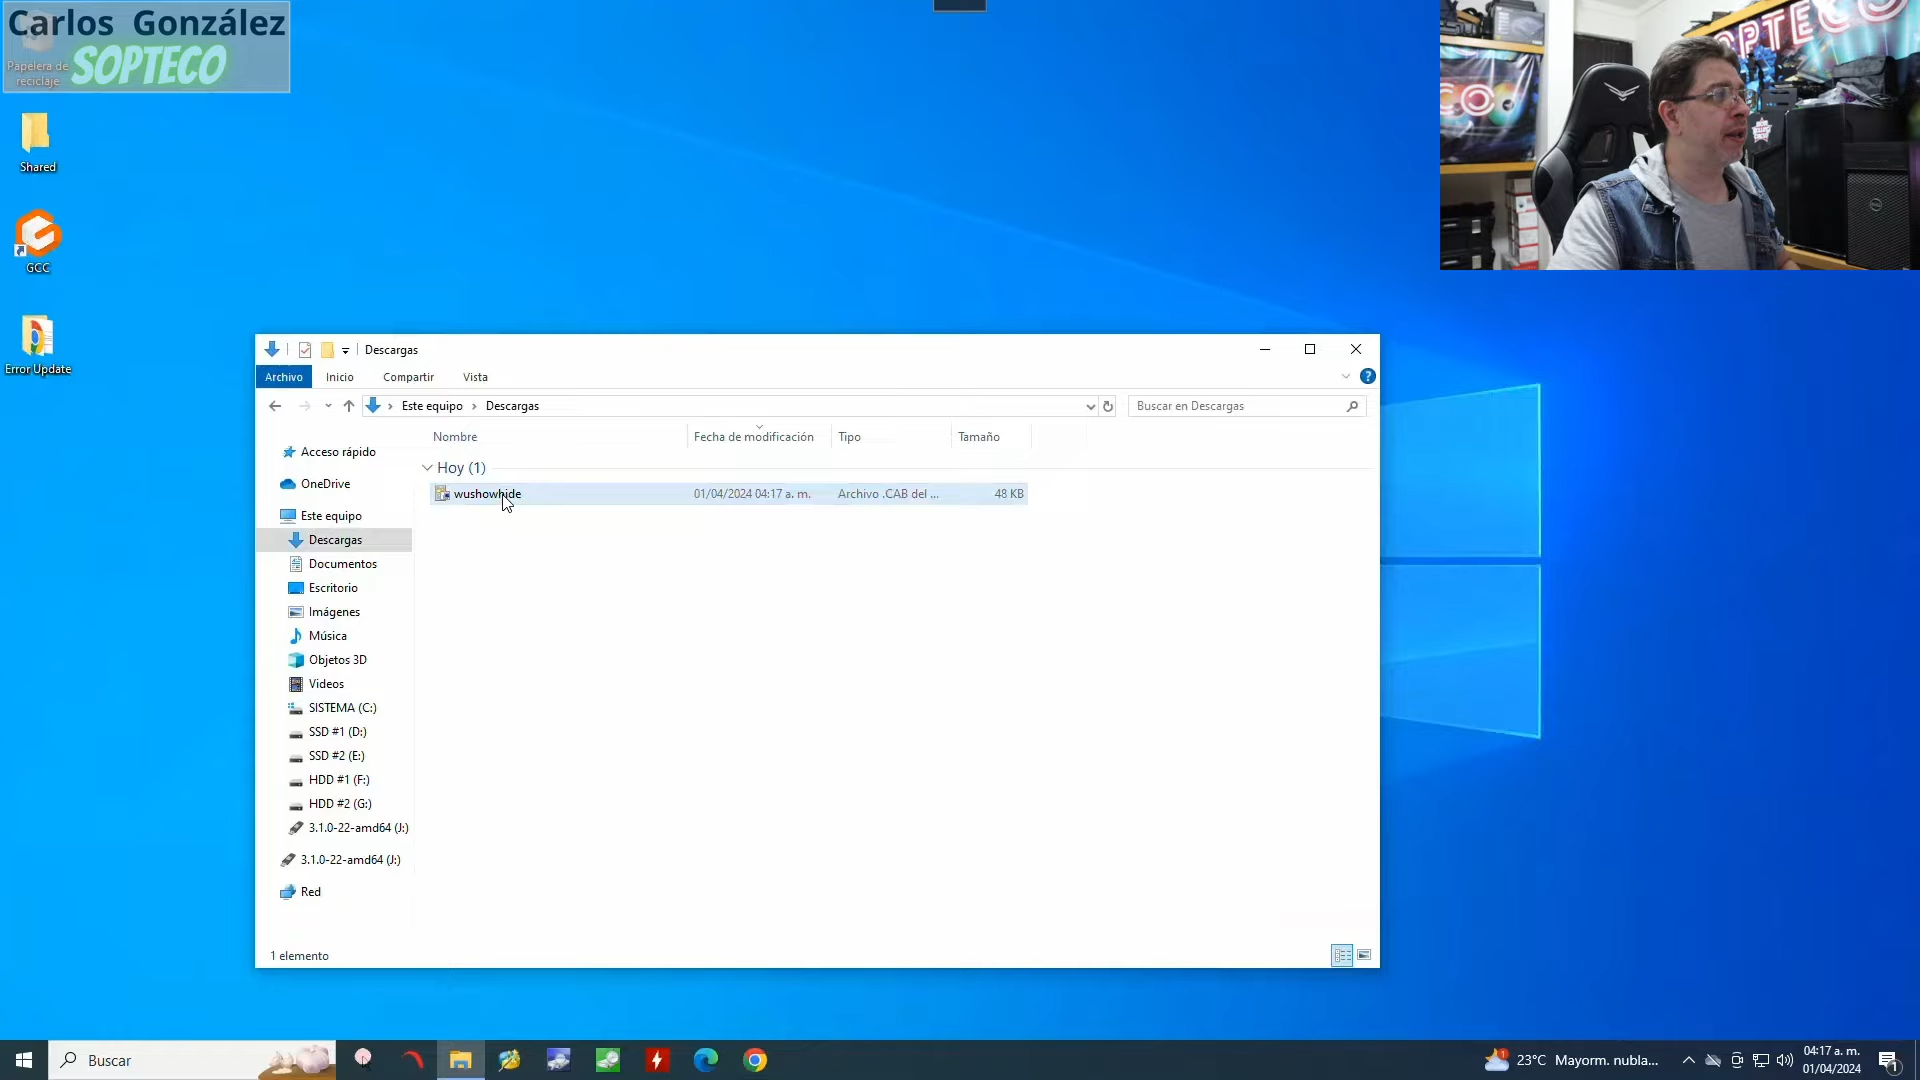 Carlos González
SOPTECO
Papelera de
reciclaje
Shared
GCC
Error Update
OPTECO
CO
Descargas
Archivo
Inicio
Compartir
Vista
Este equipo
Descargas
Buscar en Descargas
Nombre
Fecha de modificación
Tipo
Tamaño
Hoy (1)
wushowhide
01/04/2024 04:17 a. m.
Archivo .CAB del ...
48 KB
Acceso rápido
OneDrive
Este equipo
Descargas
Documentos
Escritorio
Imágenes
Música
Objetos 3D
Videos
SISTEMA (C:)
SSD #1 (D:)
SSD #2 (E:)
HDD #1 (F:)
HDD #2 (G:)
3.1.0-22-amd64 (J:)
3.1.0-22-amd64 (J:)
Red
1 elemento
Buscar
23°C
Mayorm. nubla...
04:17 a. m.
01/04/2024